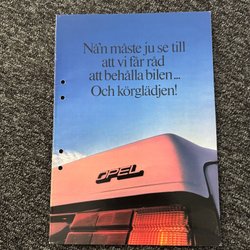 Nån måste ju se till
att vi får råd
att behålla bilen...
Och körglädjen!
OPEL